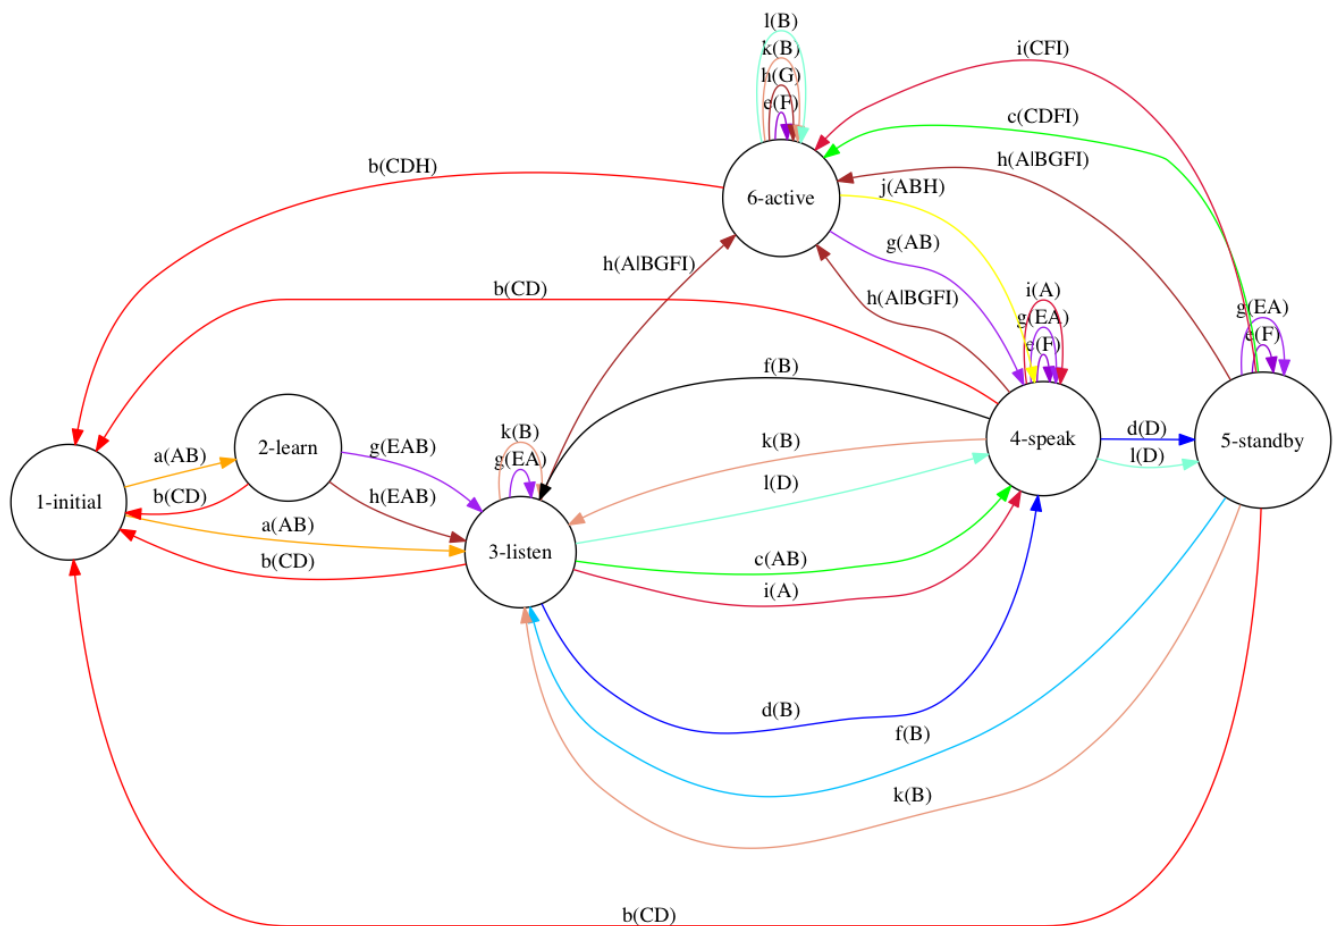 l(B)
k(B)
h(G)
e(F)
i(CFI)
c(CDFI)
h(A|BGFI)
b(CDH)
6-active
j(ABH)
g(AB)
h(A|BGFI)
h(A|BGFI)
b(CD)
i(A)
g(EA)
e(F)
g(EA)
e(F)
f(B)
2-learn
g(EAB)
k(B)
g(EA)
4-speak
d(D)
l(D)
5-standby
a(AB)
k(B)
1-initial
b(CD)
h(EAB)
l(D)
a(AB)
3-listen
b(CD)
c(AB)
i(A)
d(B)
f(B)
k(B)
b(CD)